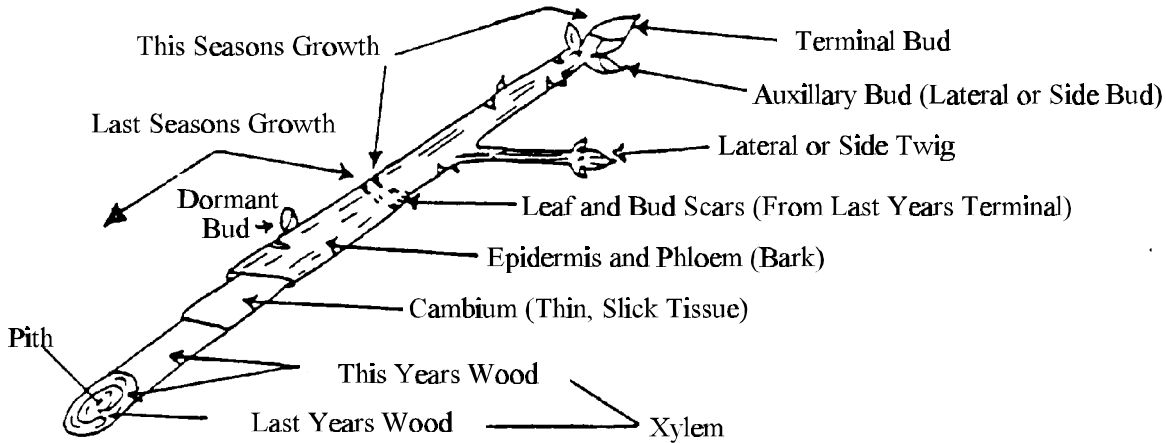 This Seasons Growth
Terminal Bud
Auxillary Bud (Lateral or Side Bud)
Last Seasons Growth
Lateral or Side Twig
Dormant
Bud
Leaf and Bud Scars (From Last Years Terminal)
Epidermis and Phloem (Bark)
Cambium (Thin, Slick Tissue)
Pith
This Years Wood
Last Years Wood
Xylem